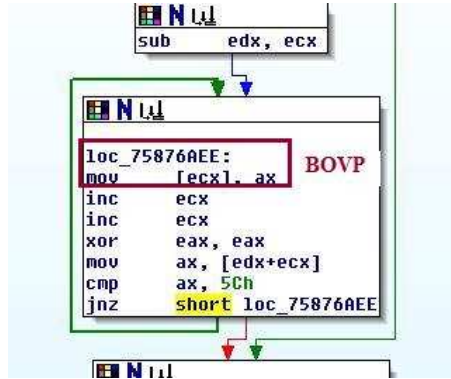 sub edx, ecx
loc_75876AEE:
mov [ecx], ax
BOVP
inc ecx
inc ecx
xor eax, eax
mov ax, [edx+ecx]
cmp ax, 5Ch
jnz short loc_75876AEE